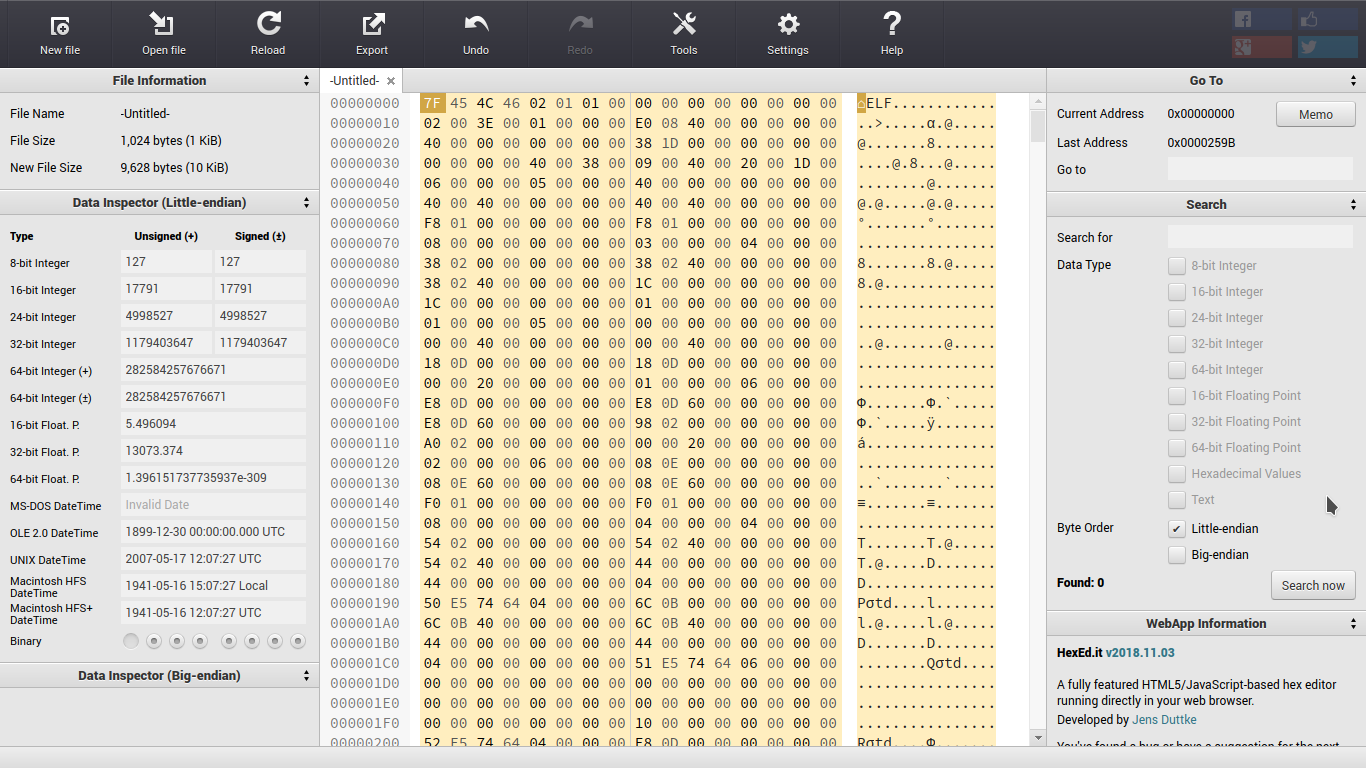 New file Open file Reload Export Undo Redo Tools Settings Help
File Information
File Name -Untitled-
File Size 1,024 bytes (1 KiB)
New File Size 9,628 bytes (10 KiB)
Data Inspector (Little-endian)
Type Unsigned (+) Signed (±)
8-bit Integer 127 127
16-bit Integer 17791 17791
24-bit Integer 4998527 4998527
32-bit Integer 1179403647 1179403647
64-bit Integer (+) 282584257676671
64-bit Integer (±) 282584257676671
16-bit Float. P. 5.496094
32-bit Float. P. 13073.374
64-bit Float. P. 1.396151737735937e-309
MS-DOS DateTime Invalid Date
OLE 2.0 DateTime 1899-12-30 00:00:00.000 UTC
UNIX DateTime 2007-05-17 12:07:27 UTC
Macintosh HFS DateTime 1941-05-16 15:07:27 Local
Macintosh HFS+ DateTime 1941-05-16 12:07:27 UTC
Binary
Data Inspector (Big-endian)
-Untitled- ×
00000000 7F 45 4C 46 02 01 01 00 00 00 00 00 00 00 00 00 ⌂ELF............
00000010 02 00 3E 00 01 00 00 00 E0 08 40 00 00 00 00 00 ..>.....α.@.....
00000020 40 00 00 00 00 00 00 00 38 1D 00 00 00 00 00 00 @.......8.......
00000030 00 00 00 00 40 00 38 00 09 00 40 00 20 00 1D 00 ....@.8...@. ...
00000040 06 00 00 00 05 00 00 00 40 00 00 00 00 00 00 00 ........@.......
00000050 40 00 40 00 00 00 00 00 40 00 40 00 00 00 00 00 @.@.....@.@.....
00000060 F8 01 00 00 00 00 00 00 F8 01 00 00 00 00 00 00 °.......°.......
00000070 08 00 00 00 00 00 00 00 03 00 00 00 04 00 00 00 ................
00000080 38 02 00 00 00 00 00 00 38 02 40 00 00 00 00 00 8.......8.@.....
00000090 38 02 40 00 00 00 00 00 1C 00 00 00 00 00 00 00 8.@.............
000000A0 1C 00 00 00 00 00 00 00 01 00 00 00 00 00 00 00 ................
000000B0 01 00 00 00 05 00 00 00 00 00 00 00 00 00 00 00 ................
000000C0 00 00 40 00 00 00 00 00 00 00 40 00 00 00 00 00 ..@.......@.....
000000D0 18 0D 00 00 00 00 00 00 18 0D 00 00 00 00 00 00 ................
000000E0 00 00 20 00 00 00 00 00 01 00 00 00 06 00 00 00 .. .............
000000F0 E8 0D 00 00 00 00 00 00 E8 0D 60 00 00 00 00 00 Φ.......Φ.`.....
00000100 E8 0D 60 00 00 00 00 00 98 02 00 00 00 00 00 00 Φ.`.....ÿ.......
00000110 A0 02 00 00 00 00 00 00 00 00 20 00 00 00 00 00 á......... .....
00000120 02 00 00 00 06 00 00 00 08 0E 00 00 00 00 00 00 ................
00000130 08 0E 60 00 00 00 00 00 08 0E 60 00 00 00 00 00 ..`.......`.....
00000140 F0 01 00 00 00 00 00 00 F0 01 00 00 00 00 00 00 ≡.......≡.......
00000150 08 00 00 00 00 00 00 00 04 00 00 00 04 00 00 00 ................
00000160 54 02 00 00 00 00 00 00 54 02 40 00 00 00 00 00 T.......T.@.....
00000170 54 02 40 00 00 00 00 00 44 00 00 00 00 00 00 00 T.@.....D.......
00000180 44 00 00 00 00 00 00 00 04 00 00 00 00 00 00 00 D...............
00000190 50 E5 74 64 04 00 00 00 6C 0B 00 00 00 00 00 00 Pσtd....l.......
000001A0 6C 0B 40 00 00 00 00 00 6C 0B 40 00 00 00 00 00 l.@.....l.@.....
000001B0 44 00 00 00 00 00 00 00 44 00 00 00 00 00 00 00 D.......D.......
000001C0 04 00 00 00 00 00 00 00 51 E5 74 64 06 00 00 00 ........Qσtd....
000001D0 00 00 00 00 00 00 00 00 00 00 00 00 00 00 00 00 ................
000001E0 00 00 00 00 00 00 00 00 00 00 00 00 00 00 00 00 ................
000001F0 00 00 00 00 00 00 00 00 10 00 00 00 00 00 00 00 ................
00000200 52 E5 74 64 04 00 00 00 E8 0D 00 00 00 00 00 00 Rσtd....Φ.......
Go To
Current Address 0x00000000 Memo
Last Address 0x0000259B
Go to
Search
Search for
Data Type 8-bit Integer
16-bit Integer
24-bit Integer
32-bit Integer
64-bit Integer
16-bit Floating Point
32-bit Floating Point
64-bit Floating Point
Hexadecimal Values
Text
Byte Order Little-endian
Big-endian
Found: 0 Search now
WebApp Information
HexEd.it v2018.11.03
A fully featured HTML5/JavaScript-based hex editor
running directly in your web browser.
Developed by Jens Duttke
You've found a bug or have a suggestion for the next